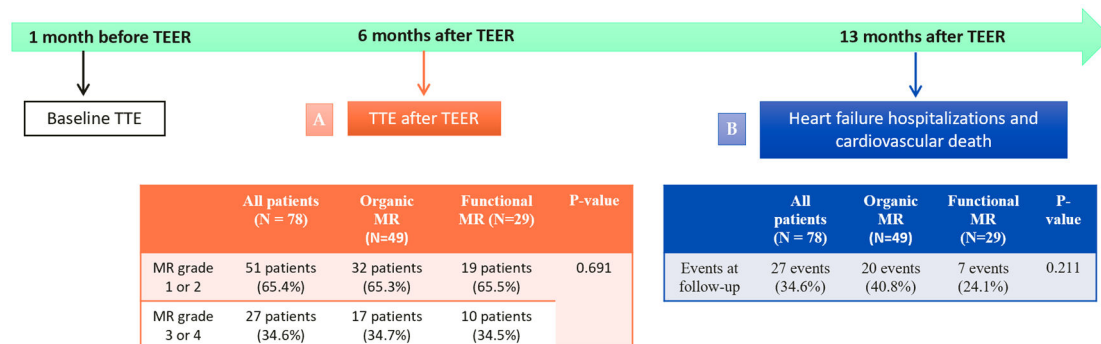 1 month before TEER
6 months after TEER
13 months after TEER
Baseline TTE
A
TTE after TEER
B
Heart failure hospitalizations and
cardiovascular death
All patients
(N = 78)
Organic
MR
(N=49)
Functional
MR (N=29)
P-value
MR grade
1 or 2
51 patients
(65.4%)
32 patients
(65.3%)
19 patients
(65.5%)
0.691
MR grade
3 or 4
27 patients
(34.6%)
17 patients
(34.7%)
10 patients
(34.5%)
All
patients
(N = 78)
Organic
MR
(N=49)
Functional
MR
(N=29)
P-
value
Events at
follow-up
27 events
(34.6%)
20 events
(40.8%)
7 events
(24.1%)
0.211